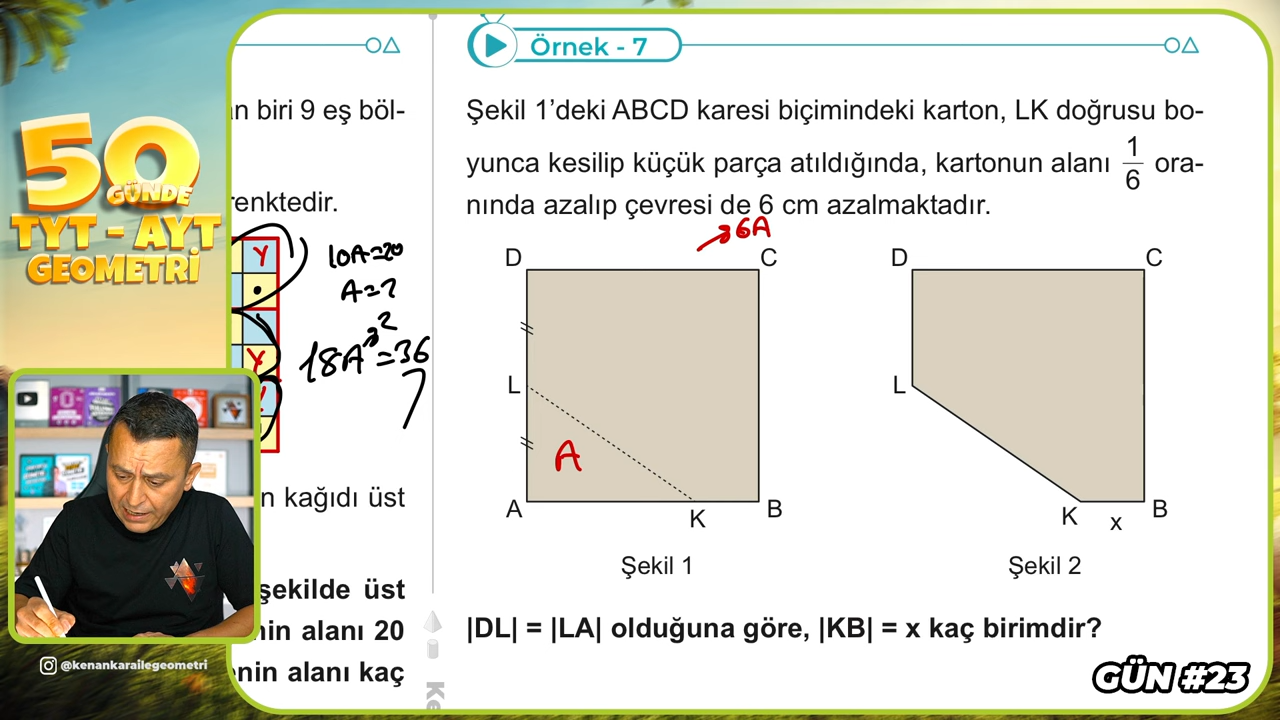 50
GÜNDE
TYT - AYT
GEOMETRİ
@kenankarailegeometri
n biri 9 eş böl-
renktedir.
Y
10A=20
A=2
Y
18A=36
2
n kağıdı üst
şekilde üst
nin alanı 20
nin alanı kaç
Ke
Örnek - 7
Şekil 1’deki ABCD karesi biçimindeki karton, LK doğrusu bo-
yunca kesilip küçük parça atıldığında, kartonun alanı 1/6 ora-
nında azalıp çevresi de 6 cm azalmaktadır.
6A
D
C
L
A
A
K
B
Şekil 1
D
C
L
K
x
B
Şekil 2
|DL| = |LA| olduğuna göre, |KB| = x kaç birimdir?
GÜN #23